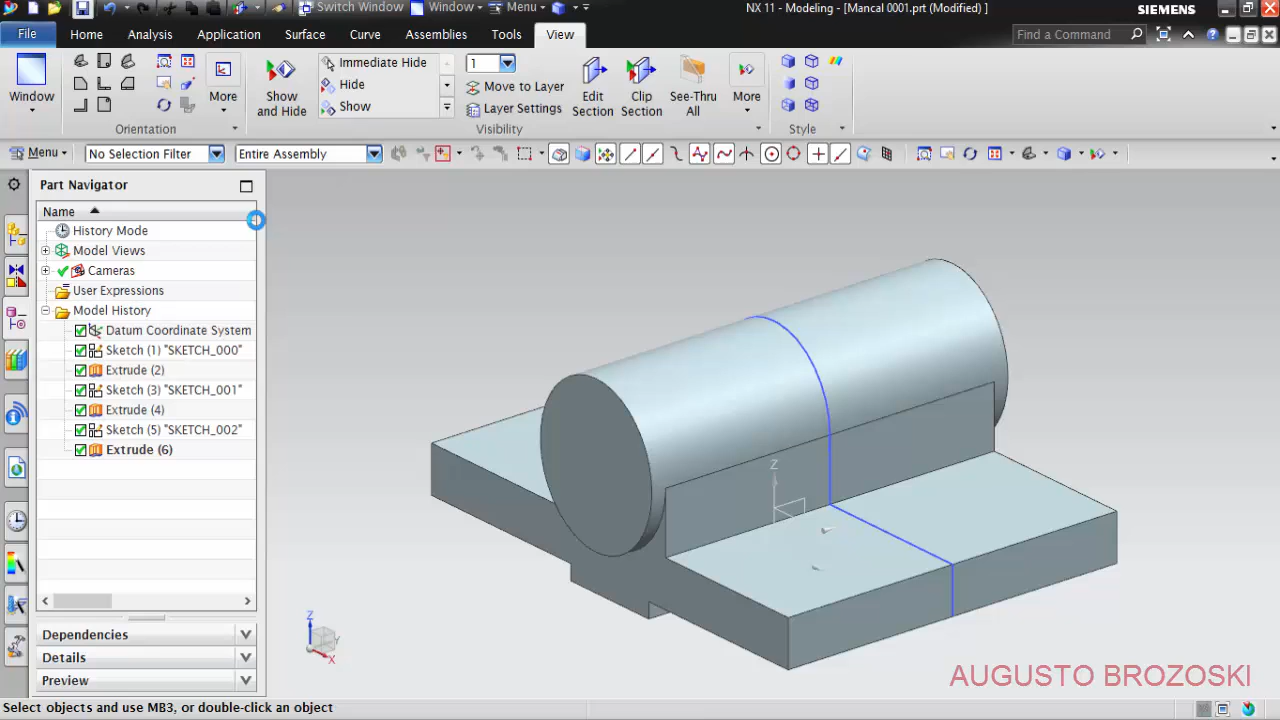 Switch Window Window Menu NX 11 - Modeling - [Mancal 0001.prt (Modified) ] SIEMENS
File Home Analysis Application Surface Curve Assemblies Tools View Find a Command
Immediate Hide 1
Hide Move to Layer
Show Layer Settings
Window More Show and Hide Edit Section Clip Section See-Thru All More
Orientation Visibility Style
Menu No Selection Filter Entire Assembly
Part Navigator
Name
History Mode
Model Views
Cameras
User Expressions
Model History
Datum Coordinate System
Sketch (1) "SKETCH_000"
Extrude (2)
Sketch (3) "SKETCH_001"
Extrude (4)
Sketch (5) "SKETCH_002"
Extrude (6)
Z
Z
Y
X
Dependencies
Details
Preview
AUGUSTO BROZOSKI
Select objects and use MB3, or double-click an object